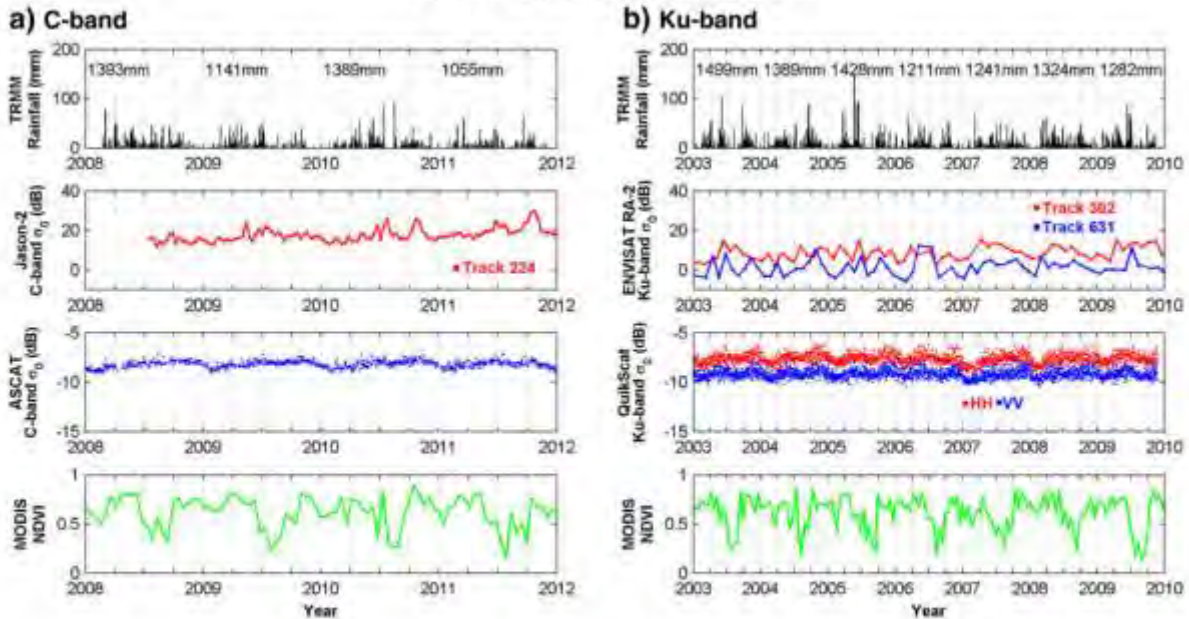 a) C-band
TRMM
Rainfall (mm)
200
100
0
1393mm 1141mm 1389mm 1055mm
2008 2009 2010 2011 2012
Jason-2
C-band σ0 (dB)
40
20
0
Track 224
2008 2009 2010 2011 2012
ASCAT
C-band σ0 (dB)
-5
-10
-15
2008 2009 2010 2011 2012
MODIS
NDVI
1
0.5
0
2008 2009 2010 2011 2012
Year
b) Ku-band
TRMM
Rainfall (mm)
200
100
0
1499mm 1389mm 1428mm 1211mm 1241mm 1324mm 1282mm
2003 2004 2005 2006 2007 2008 2009 2010
ENVISAT RA-2
Ku-band σ0 (dB)
40
20
0
Track 631
2003 2004 2005 2006 2007 2008 2009 2010
QuikScat
Ku-band σ0 (dB)
-5
-10
-15
HH VV
2003 2004 2005 2006 2007 2008 2009 2010
MODIS
NDVI
1
0.5
0
2003 2004 2005 2006 2007 2008 2009 2010
Year